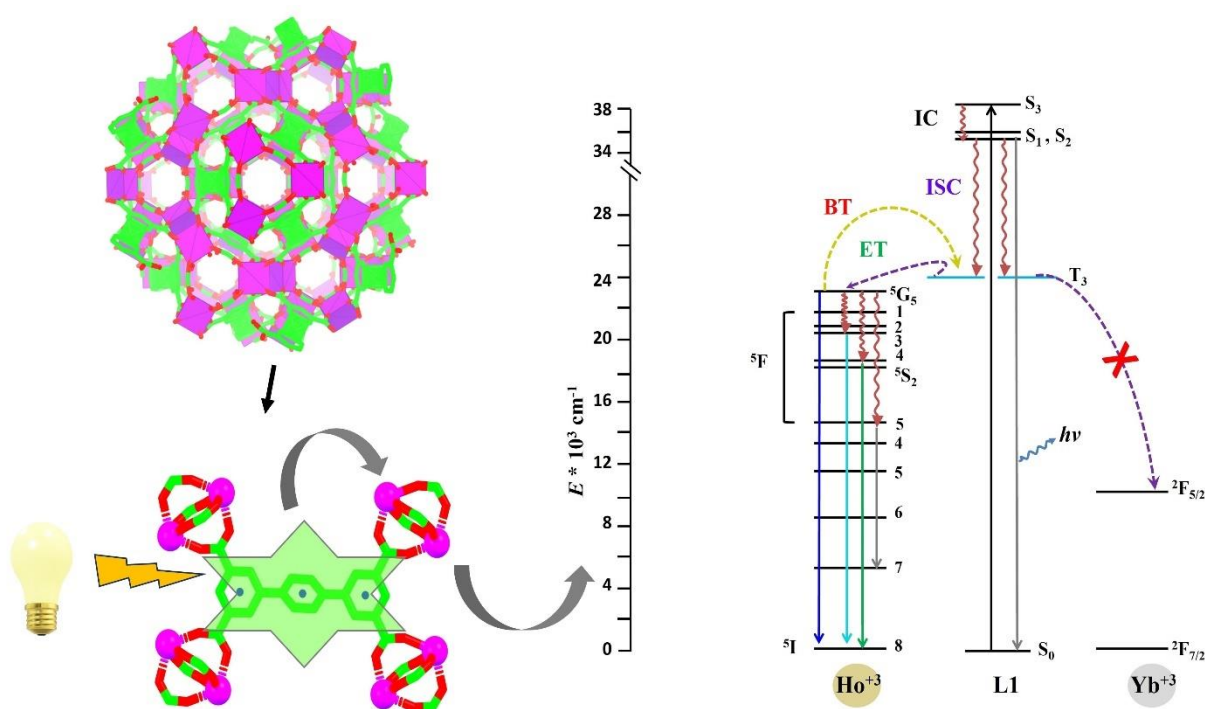 38
34
28
24
20
16
12
8
4
0
E * 10³ cm⁻¹
BT
ET
IC
ISC
S₃
S₁ , S₂
T₃
⁵G₅
1
2
3
4
⁵S₂
5
⁵F
4
5
6
7
⁵I
8
hν
S₀
²F₅/₂
²F₇/₂
Ho⁺³
L1
Yb⁺³